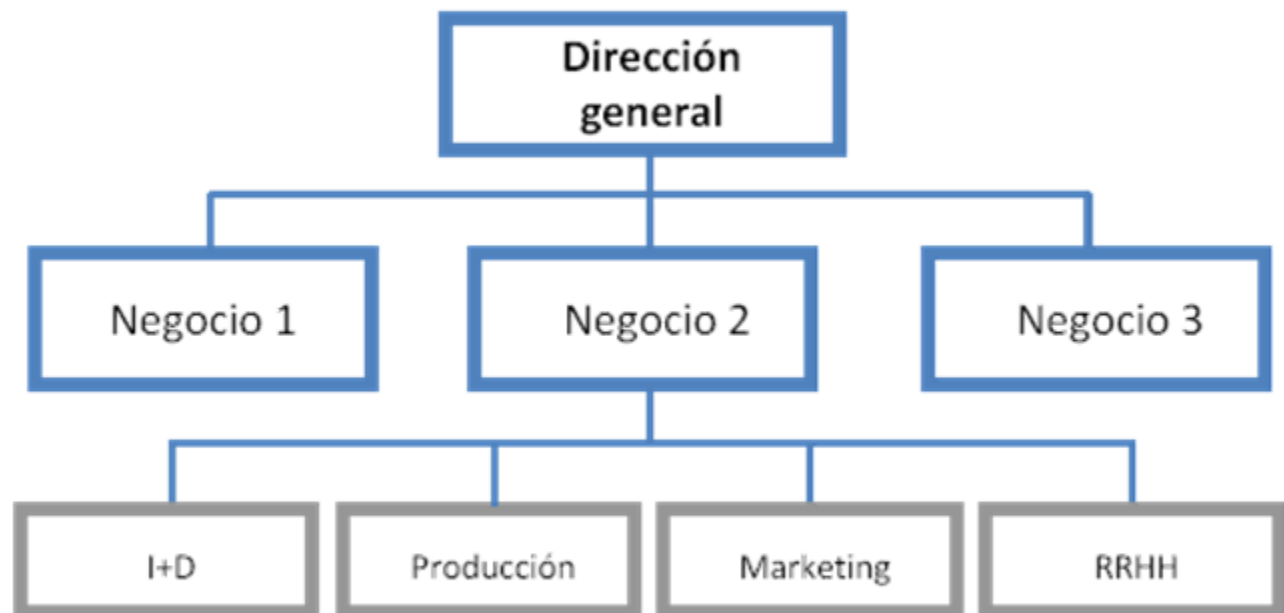 Dirección
general
Negocio 1
Negocio 2
Negocio 3
I+D
Producción
Marketing
RRHH